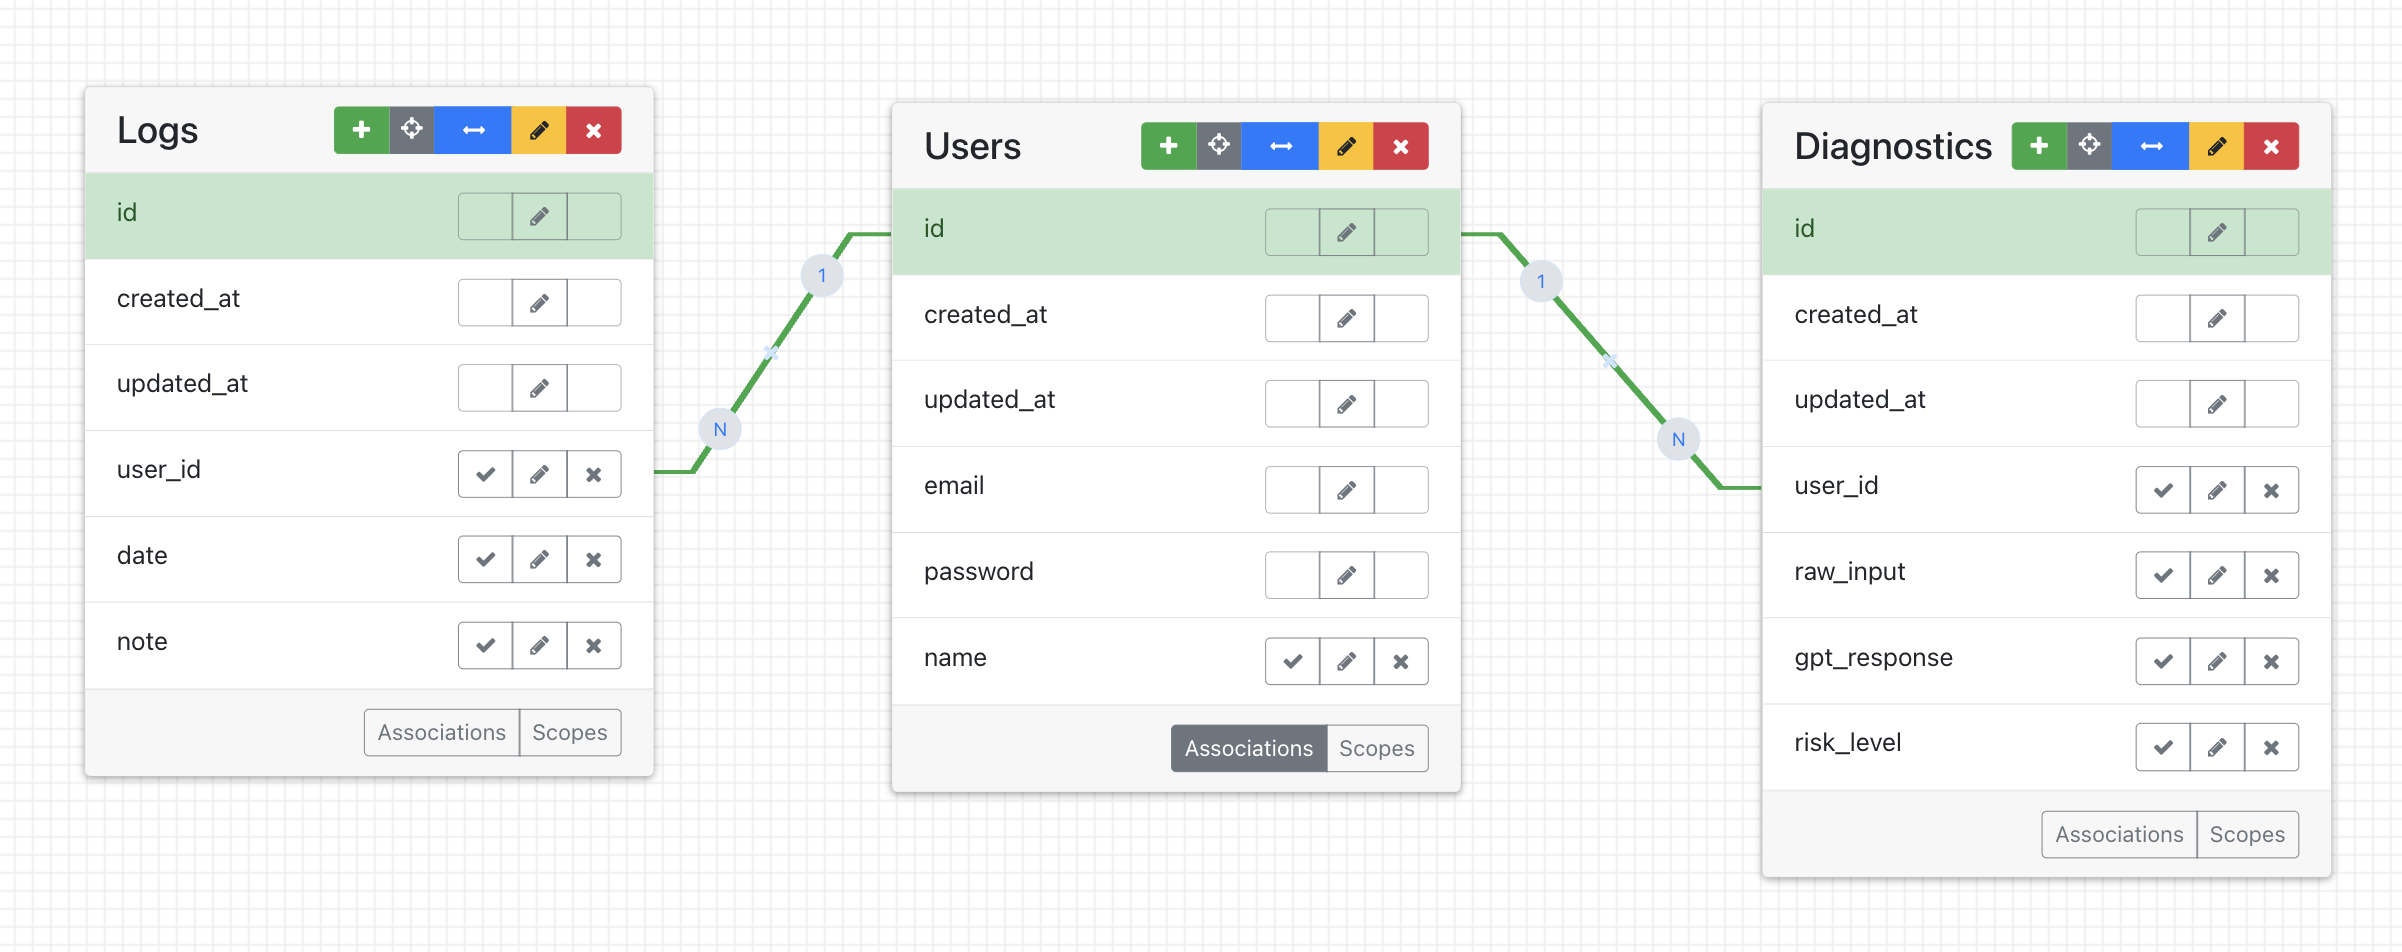 Logs
id
created_at
updated_at
user_id
date
note
Associations Scopes
1
N
Users
id
created_at
updated_at
email
password
name
Associations Scopes
1
N
Diagnostics
id
created_at
updated_at
user_id
raw_input
gpt_response
risk_level
Associations Scopes